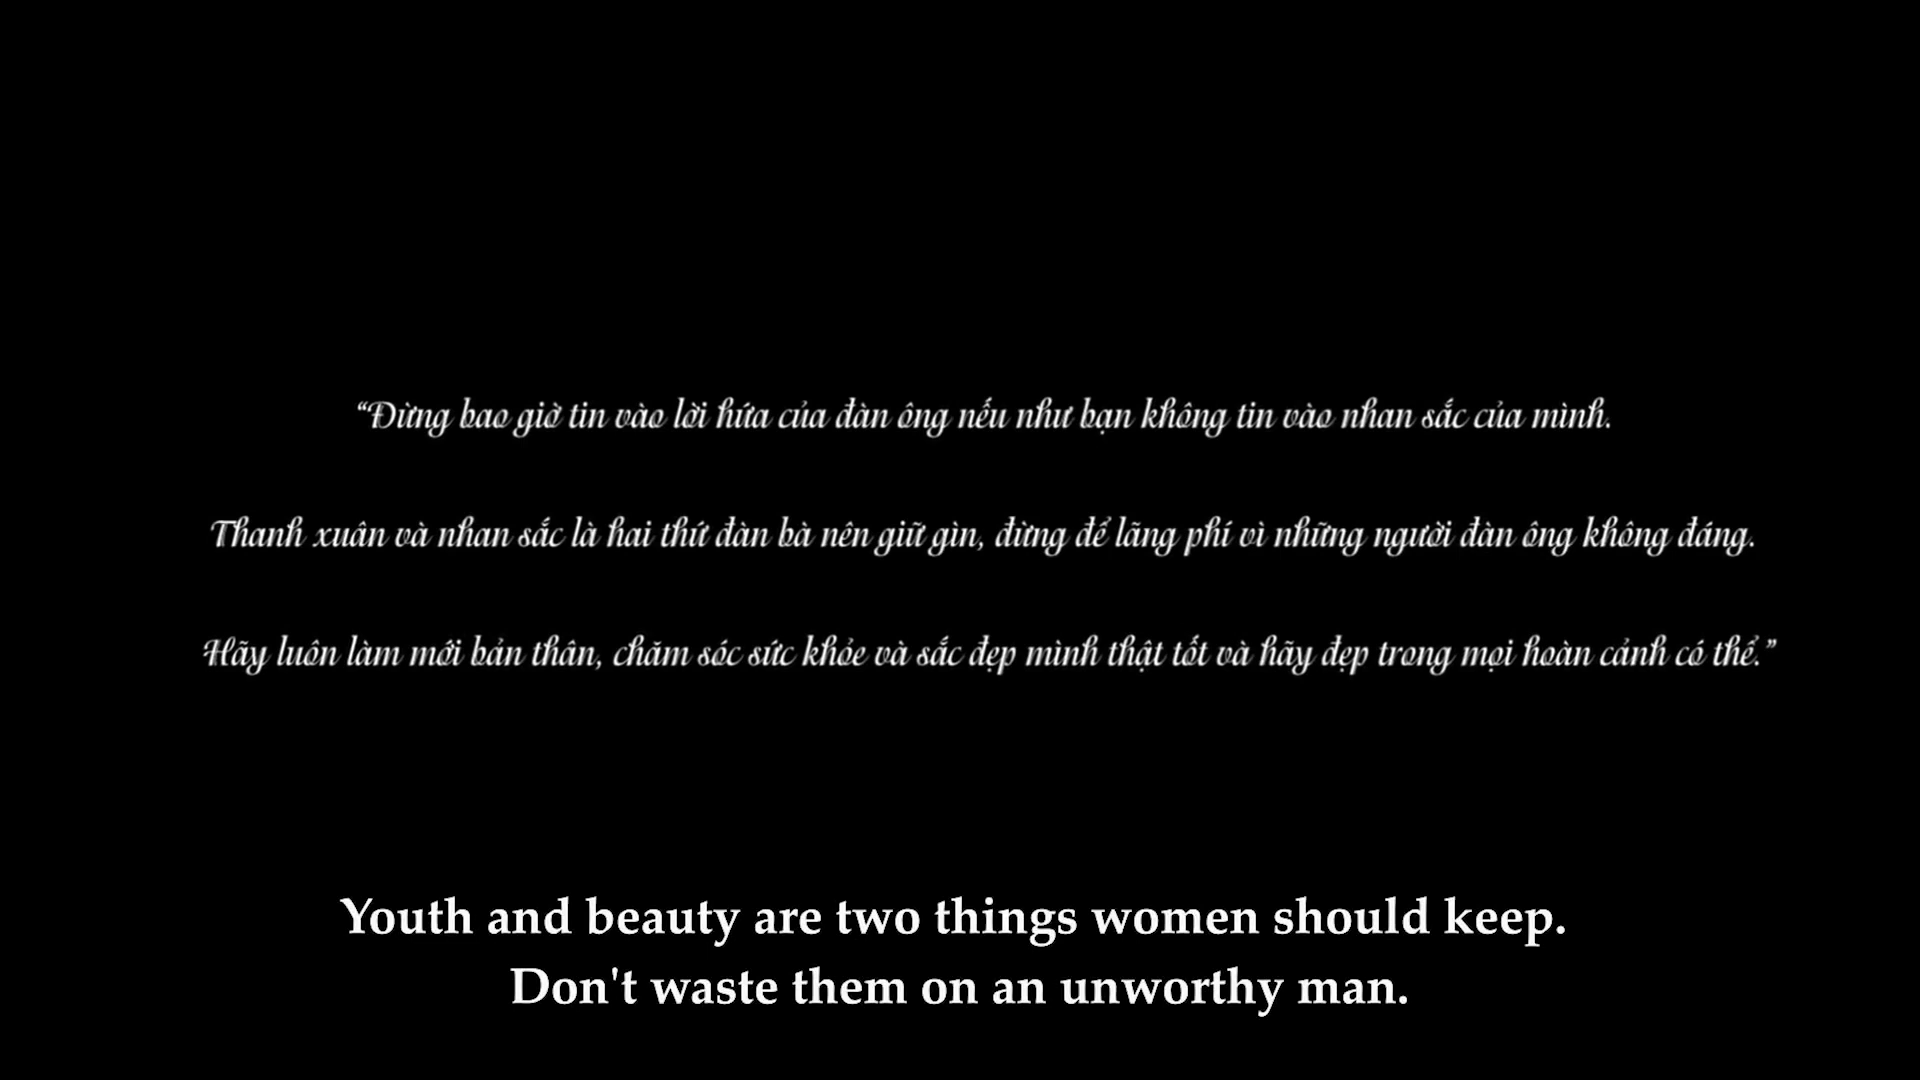 “Đừng bao giờ tin vào lời hứa của đàn ông nếu như bạn không tin vào nhan sắc của mình.
Thanh xuân và nhan sắc là hai thứ đàn bà nên giữ gìn, đừng để lãng phí vì những người đàn ông không đáng.
Hãy luôn làm mới bản thân, chăm sóc sức khỏe và sắc đẹp mình thật tốt và hãy đẹp trong mọi hoàn cảnh có thể.”
Youth and beauty are two things women should keep.
Don't waste them on an unworthy man.